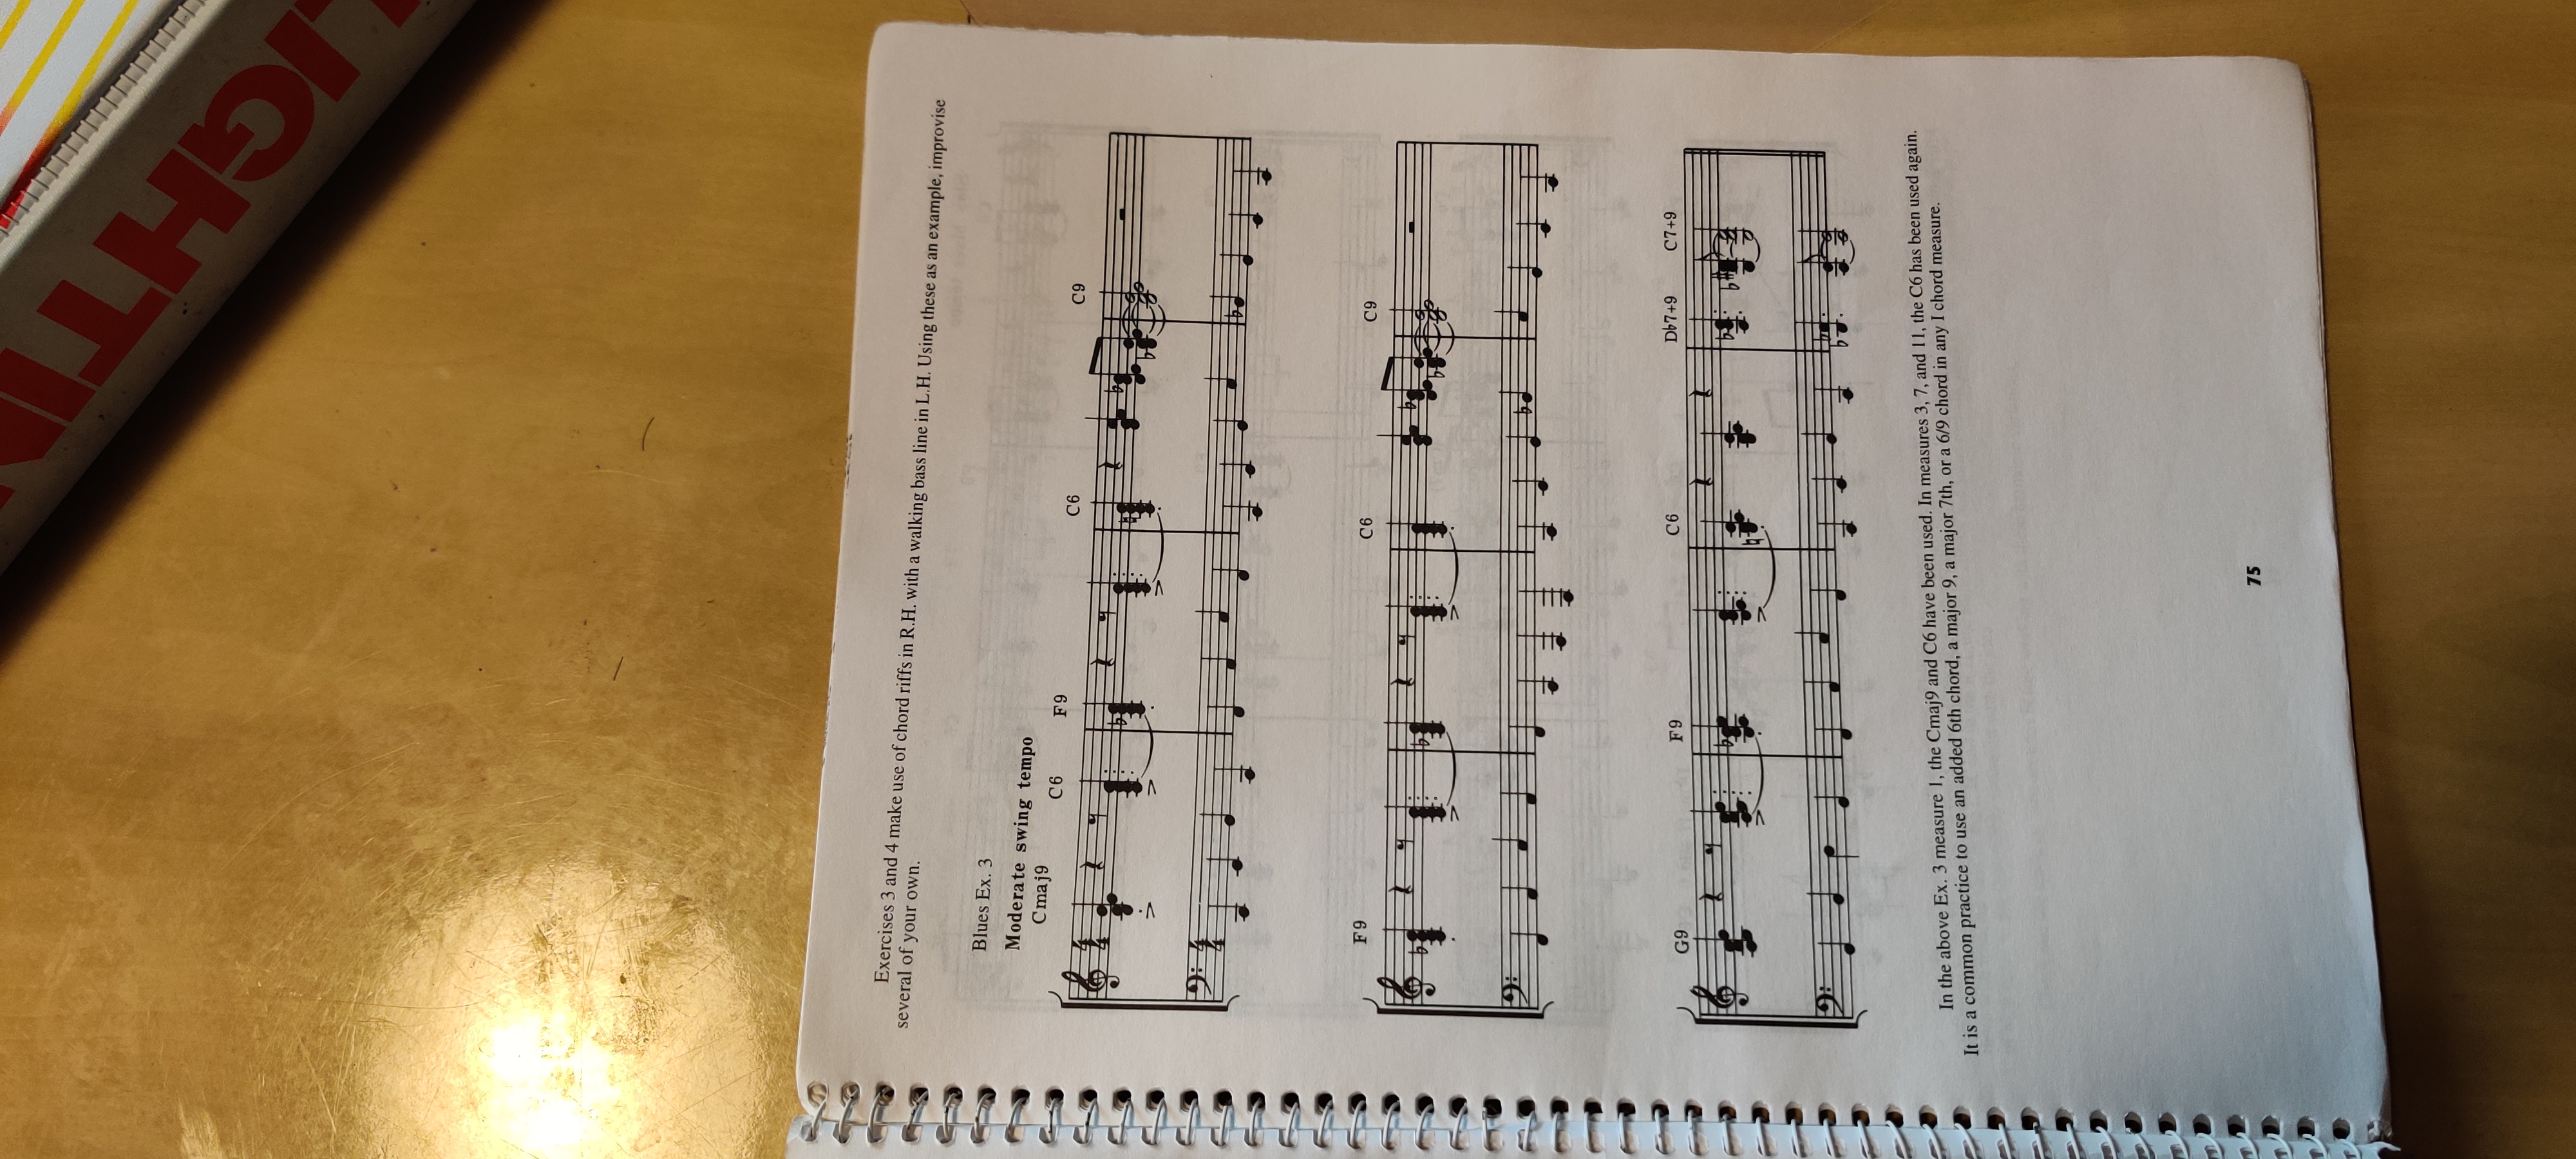 LIGHTNIN
Exercises 3 and 4 make use of chord riffs in R.H. with a walking bass line in L.H. Using these as an example, improvise
several of your own.
Blues Ex. 3
Moderate swing tempo
Cmaj9 C6 F9 C6 C9
4 4
4 4
F9 C6 C9
G9 F9 C6 D♭7+9 C7+9
In the above Ex. 3 measure 1, the Cmaj9 and C6 have been used. In measures 3, 7, and 11, the C6 has been used again.
It is a common practice to use an added 6th chord, a major 9, a major 7th, or a 6/9 chord in any I chord measure.
75